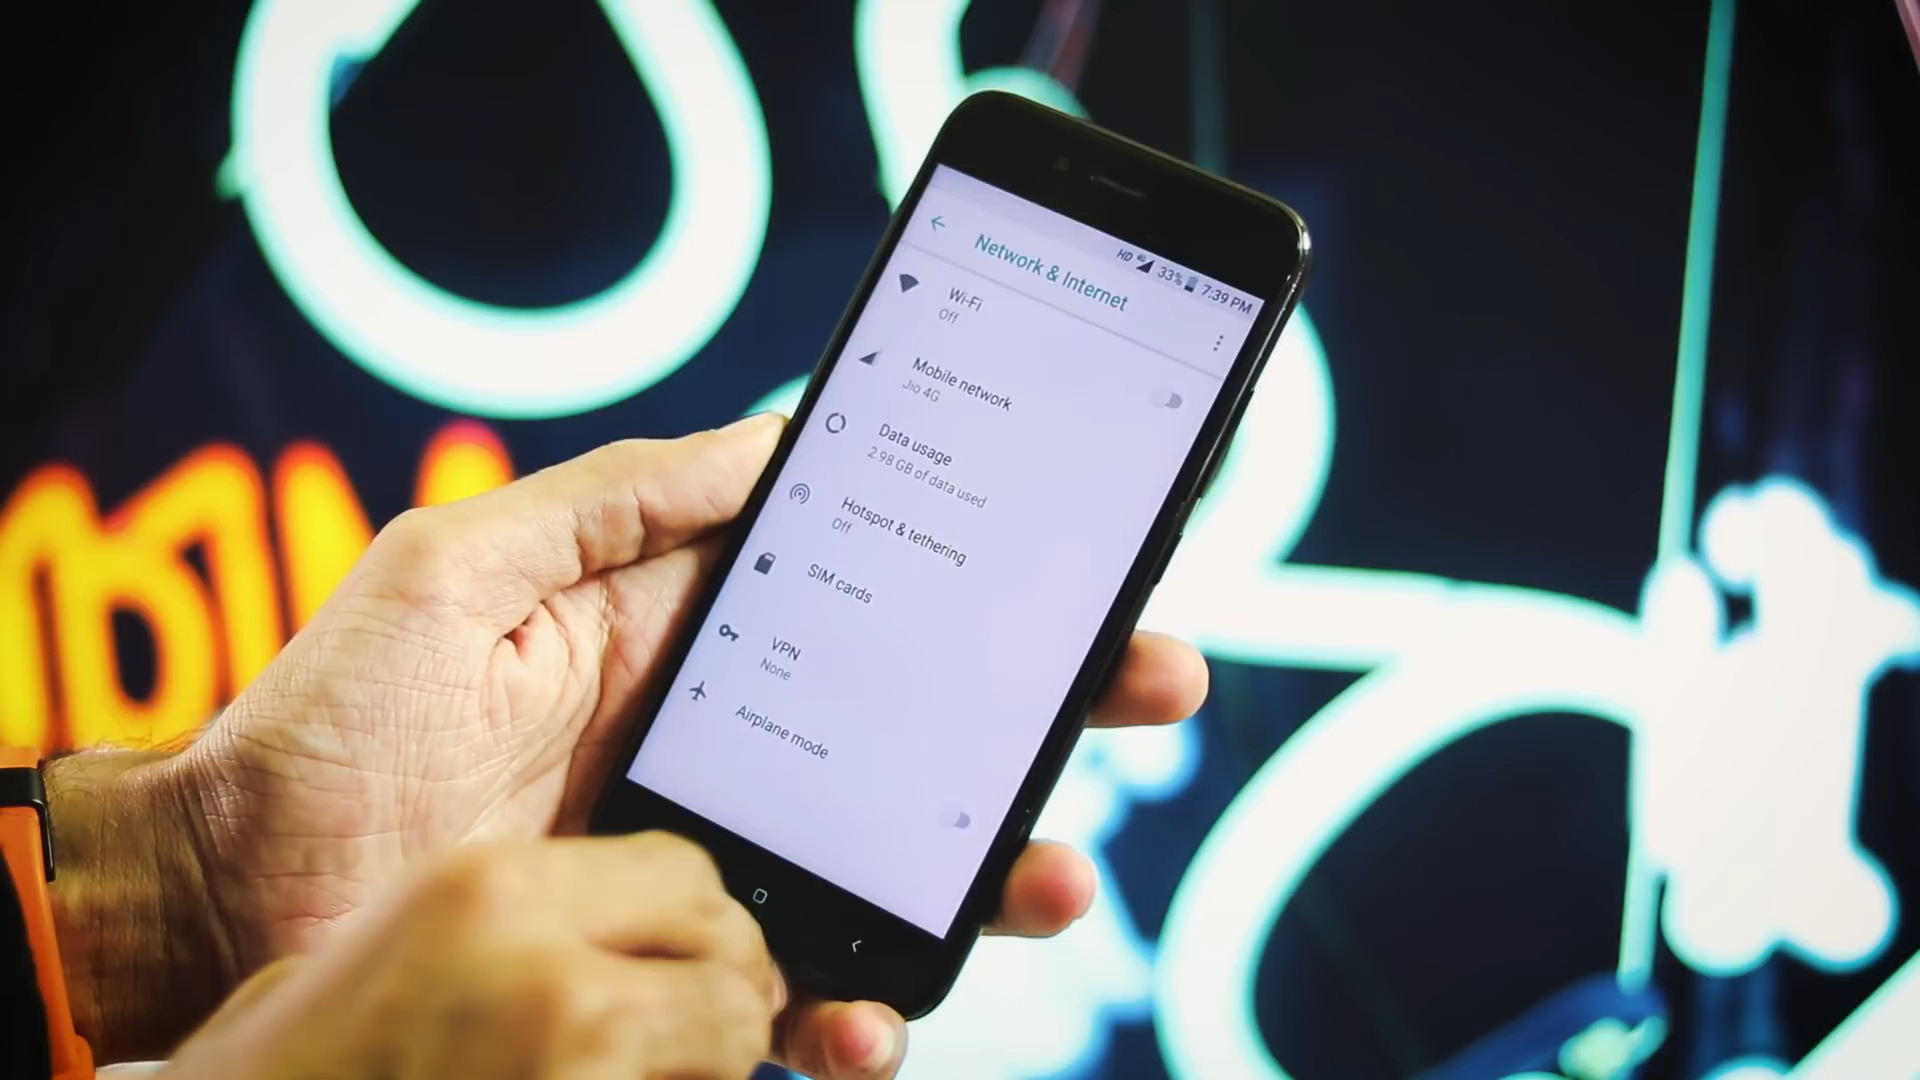 HD 4G 33% 7:39 PM
Network & Internet
Wi-Fi
Off
Mobile network
Jio 4G
Data usage
2.98 GB of data used
Hotspot & tethering
Off
SIM cards
VPN
None
Airplane mode